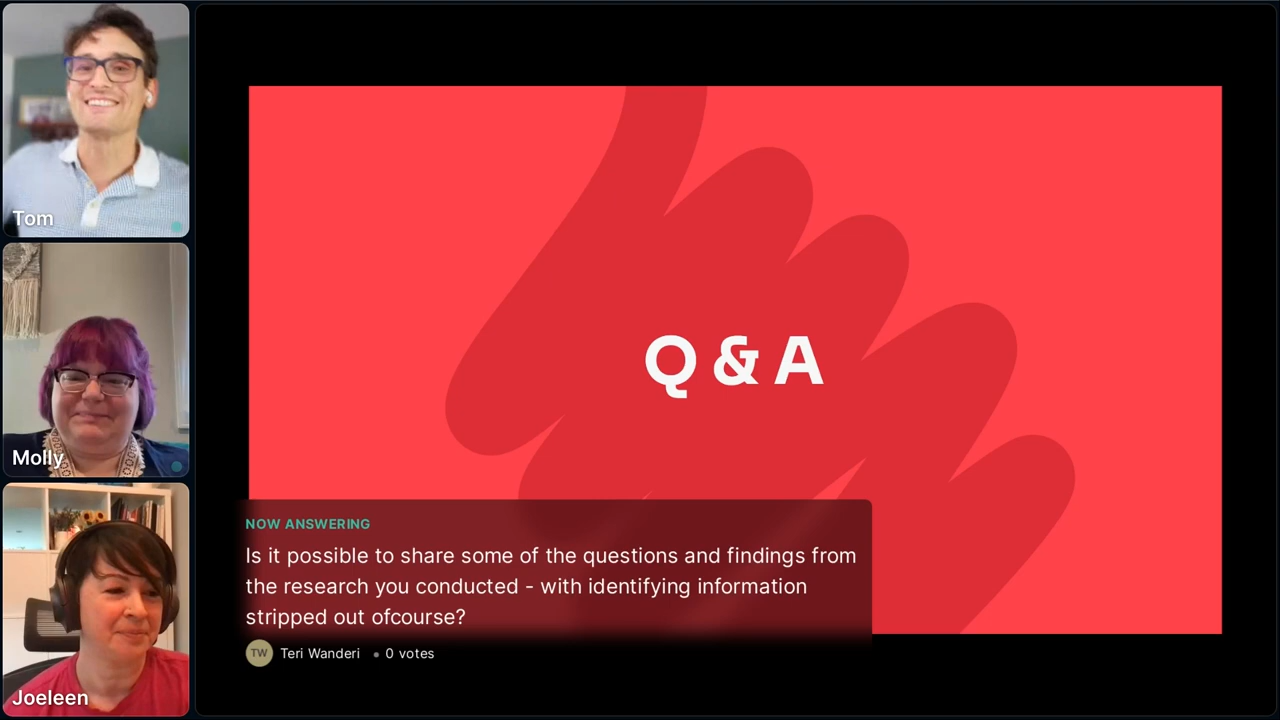 Tom
Molly
Joeleen
Q & A
NOW ANSWERING
Is it possible to share some of the questions and findings from
the research you conducted - with identifying information
stripped out ofcourse?
TW Teri Wanderi • 0 votes